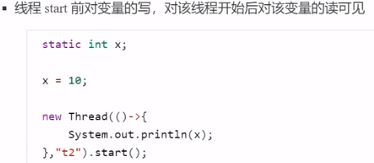 ▪ 线程 start 前对变量的写，对该线程开始后对该变量的读可见
static int x;
x = 10;
new Thread(()->{
System.out.println(x);
},"t2").start();